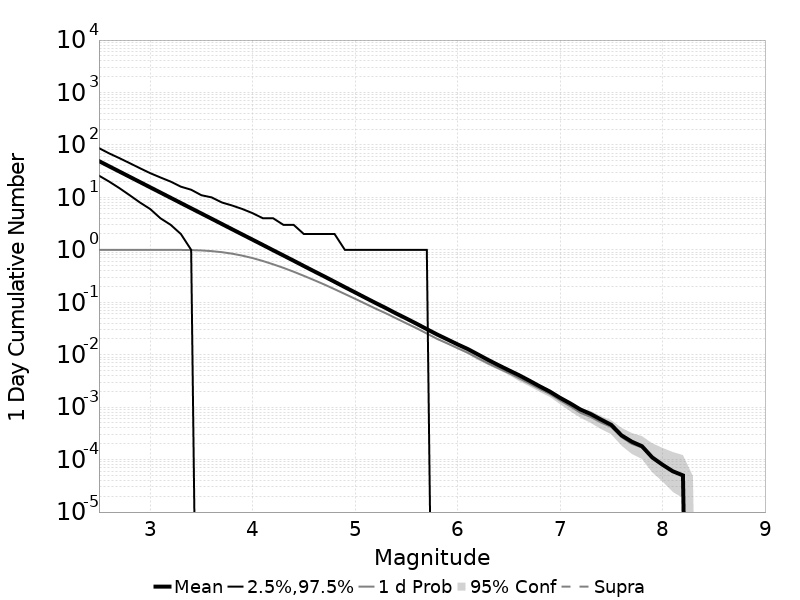 10^4
10^3
10^2
10^1
10^0
10^-1
10^-2
10^-3
10^-4
10^-5
1 Day Cumulative Number
3 4 5 6 7 8 9
Magnitude
Mean 2.5%,97.5% 1 d Prob 95% Conf Supra